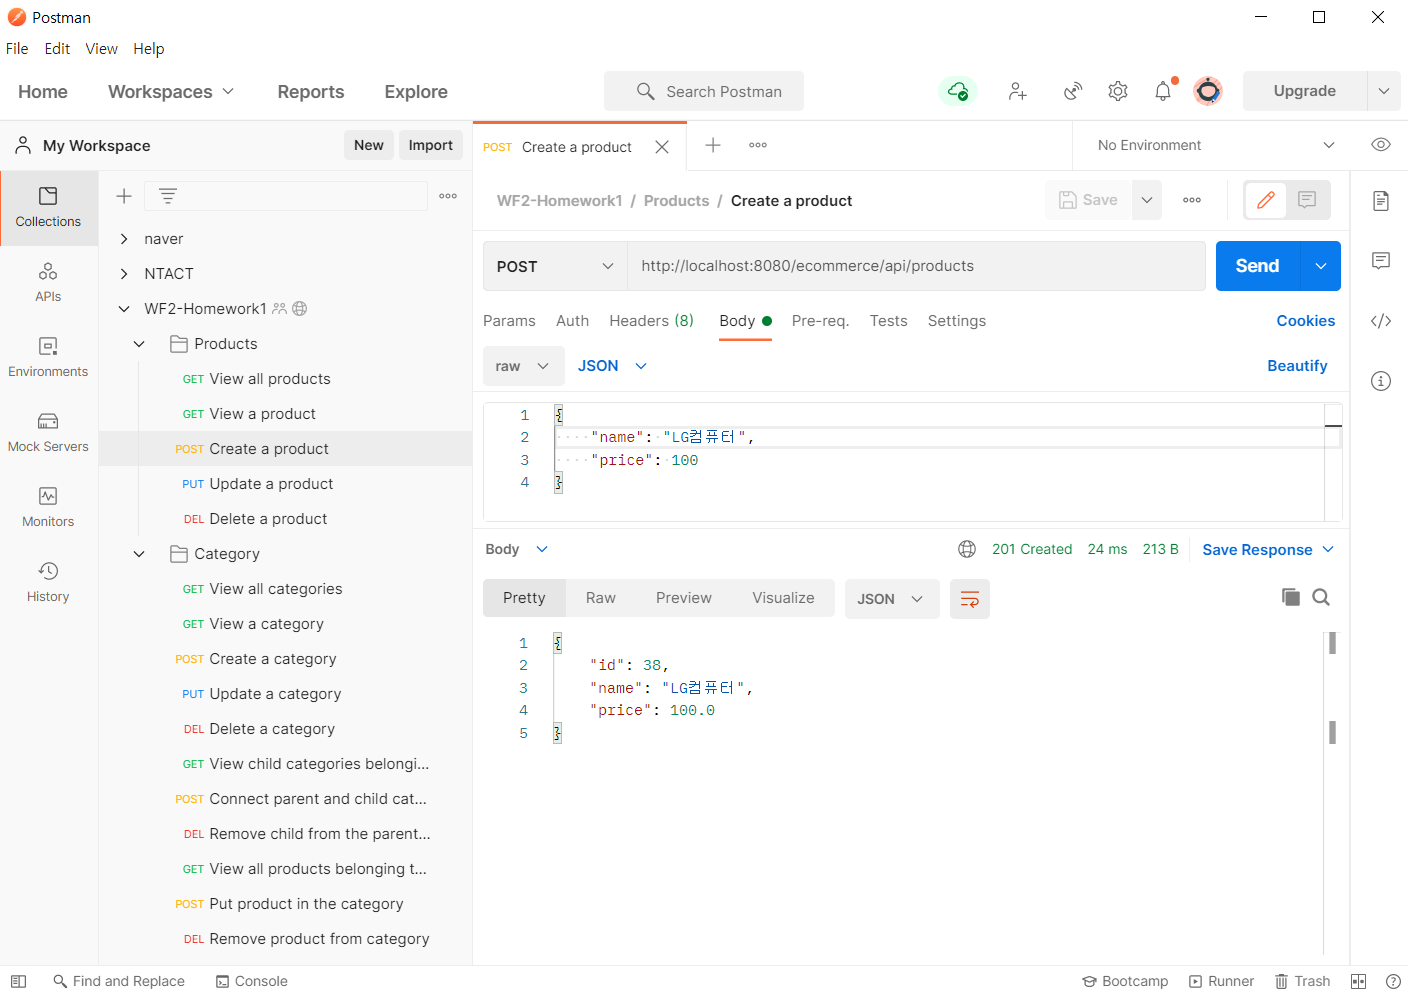 Postman
File Edit View Help
Home Workspaces Reports Explore Search Postman Upgrade
My Workspace New Import
POST Create a product No Environment
Collections
APIs
Environments
Mock Servers
Monitors
History
naver
NTACT
WF2-Homework1
Products
GET View all products
GET View a product
POST Create a product
PUT Update a product
DEL Delete a product
Category
GET View all categories
GET View a category
POST Create a category
PUT Update a category
DEL Delete a category
GET View child categories belongi...
POST Connect parent and child cat...
DEL Remove child from the parent...
GET View all products belonging t...
POST Put product in the category
DEL Remove product from category
WF2-Homework1 / Products / Create a product Save
POST http://localhost:8080/ecommerce/api/products Send
Params Auth Headers (8) Body Pre-req. Tests Settings Cookies
raw JSON Beautify
1 {
2 "name": "LG컴퓨터",
3 "price": 100
4 }
Body 201 Created 24 ms 213 B Save Response
Pretty Raw Preview Visualize JSON
1 {
2 "id": 38,
3 "name": "LG컴퓨터",
4 "price": 100.0
5 }
Find and Replace Console Bootcamp Runner Trash